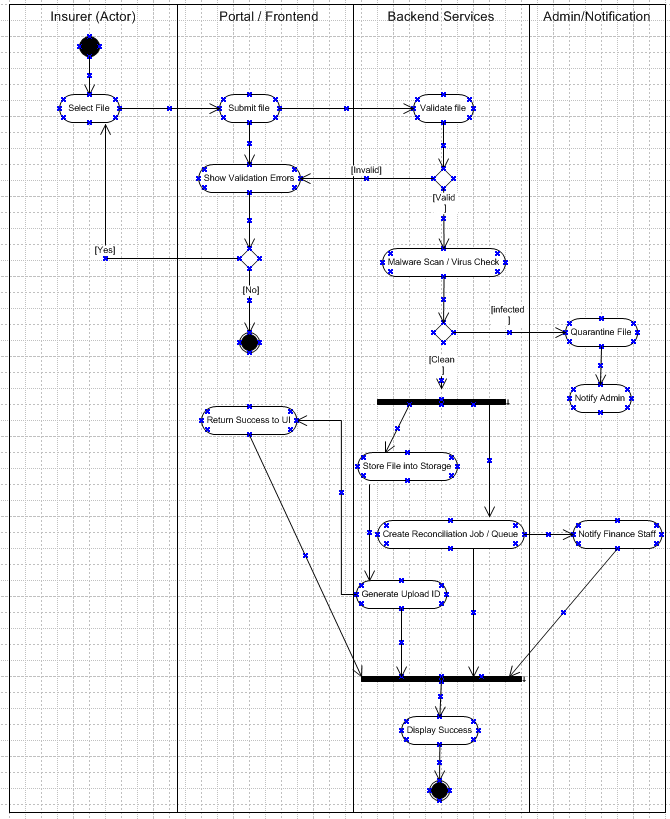 Insurer (Actor)
Portal / Frontend
Backend Services
Admin/Notification
Select File
Submit file
Validate file
[Invalid]
Show Validation Errors
[Valid
]
[Yes]
Malware Scan / Virus Check
[No]
[infected
]
Quarantine File
[Clean
]
Notify Admin
Return Success to UI
Store File into Storage
Create Reconciliation Job / Queue
Notify Finance Staff
Generate Upload ID
Display Success